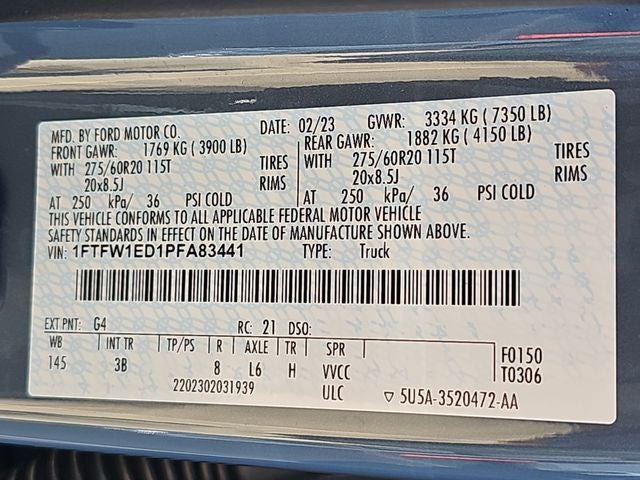 MFD. BY FORD MOTOR CO. DATE: 02/23 GVWR: 3334 KG ( 7350 LB)
FRONT GAWR: 1769 KG ( 3900 LB) REAR GAWR: 1882 KG ( 4150 LB)
WITH 275/60R20 115T TIRES WITH 275/60R20 115T TIRES
20x8.5J RIMS 20x8.5J RIMS
AT 250 kPa/ 36 PSI COLD AT 250 kPa/ 36 PSI COLD
THIS VEHICLE CONFORMS TO ALL APPLICABLE FEDERAL MOTOR VEHICLE
SAFETY STANDARDS IN EFFECT ON THE DATE OF MANUFACTURE SHOWN ABOVE.
VIN: 1FTFW1ED1PFA83441 TYPE: Truck
EXT PNT: G4 RC: 21 DSO:
WB INT TR TP/PS R AXLE TR SPR F0150
145 3B 8 L6 H VVCC T0306
2202302031939 ULC ▽ 5U5A-3520472-AA